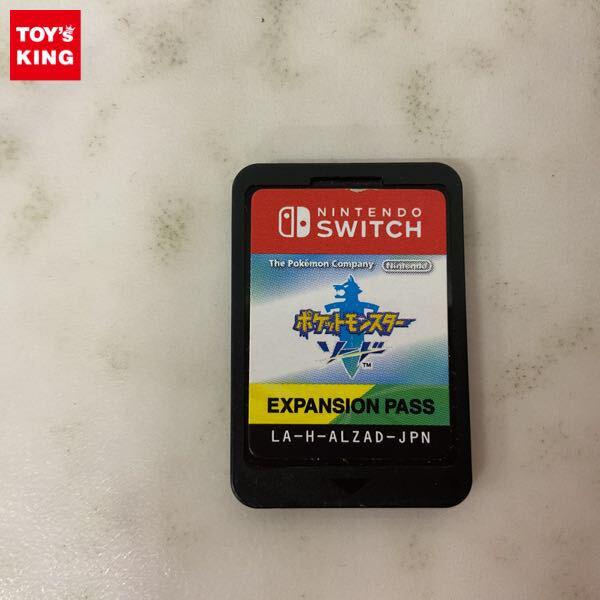 TOY's
KING
NINTENDO
SWITCH
The Pokémon Company Nintendo
ポケットモンスター
ソード
TM
EXPANSION PASS
LA-H-ALZAD-JPN